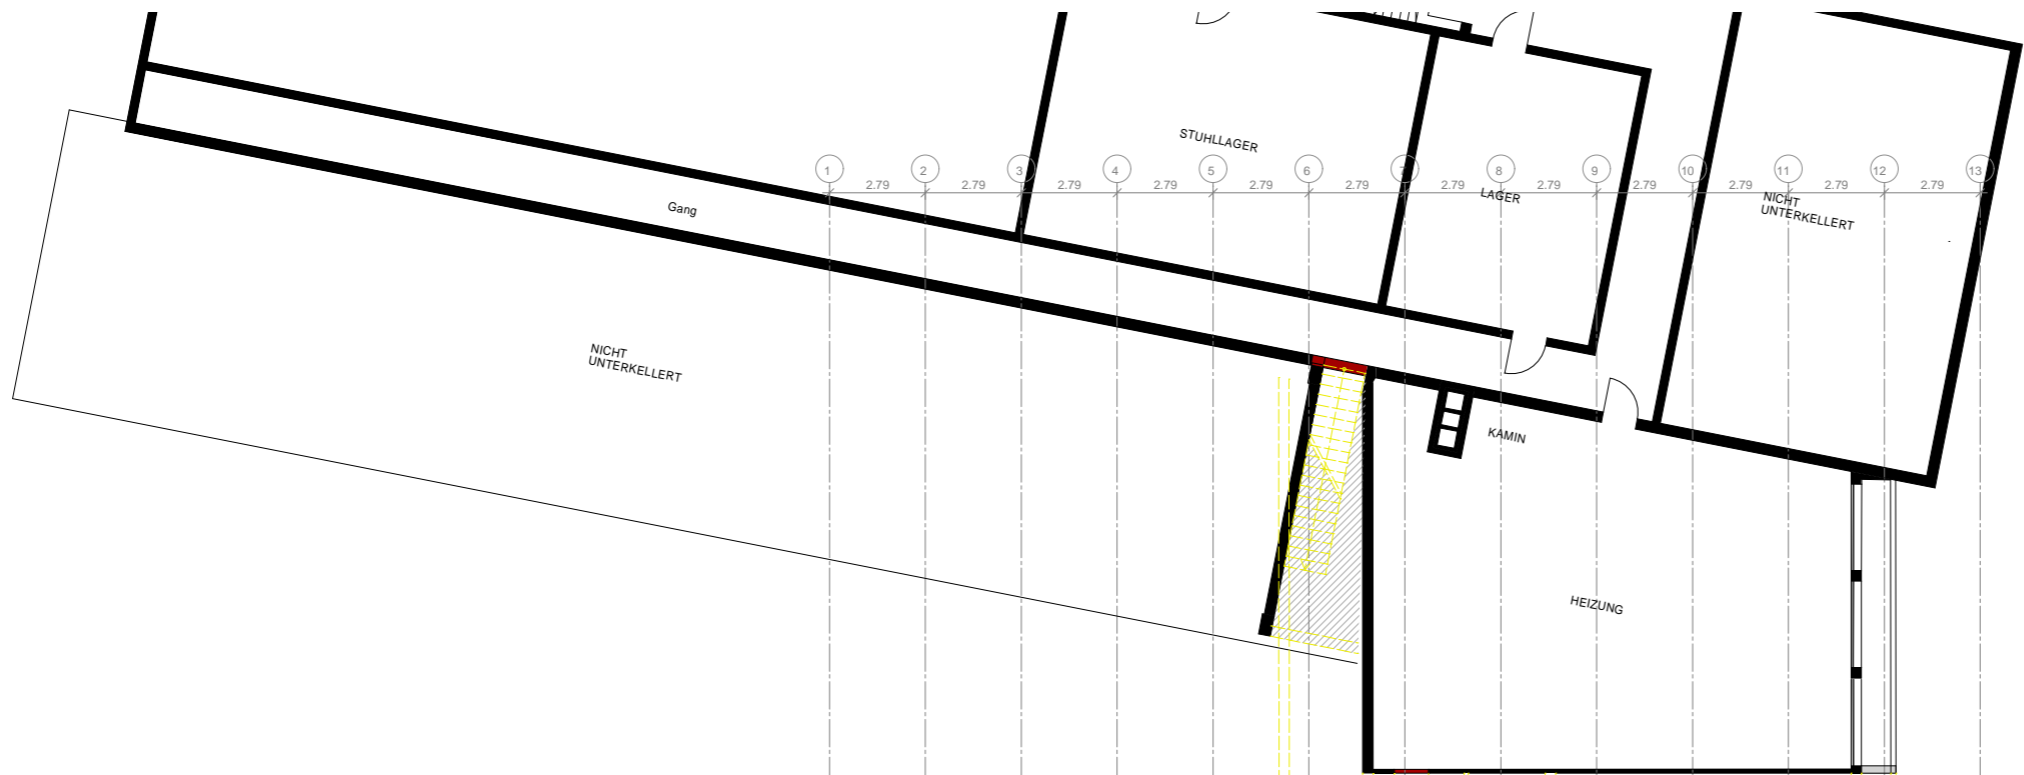 STUHLLAGER
1 2 3 4 5 6 7 8 9 10 11 12 13
2.79 2.79 2.79 2.79 2.79 2.79 2.79 2.79 2.79 2.79 2.79 2.79
LAGER
NICHT
UNTERKELLERT
Gang
NICHT
UNTERKELLERT
KAMIN
HEIZUNG